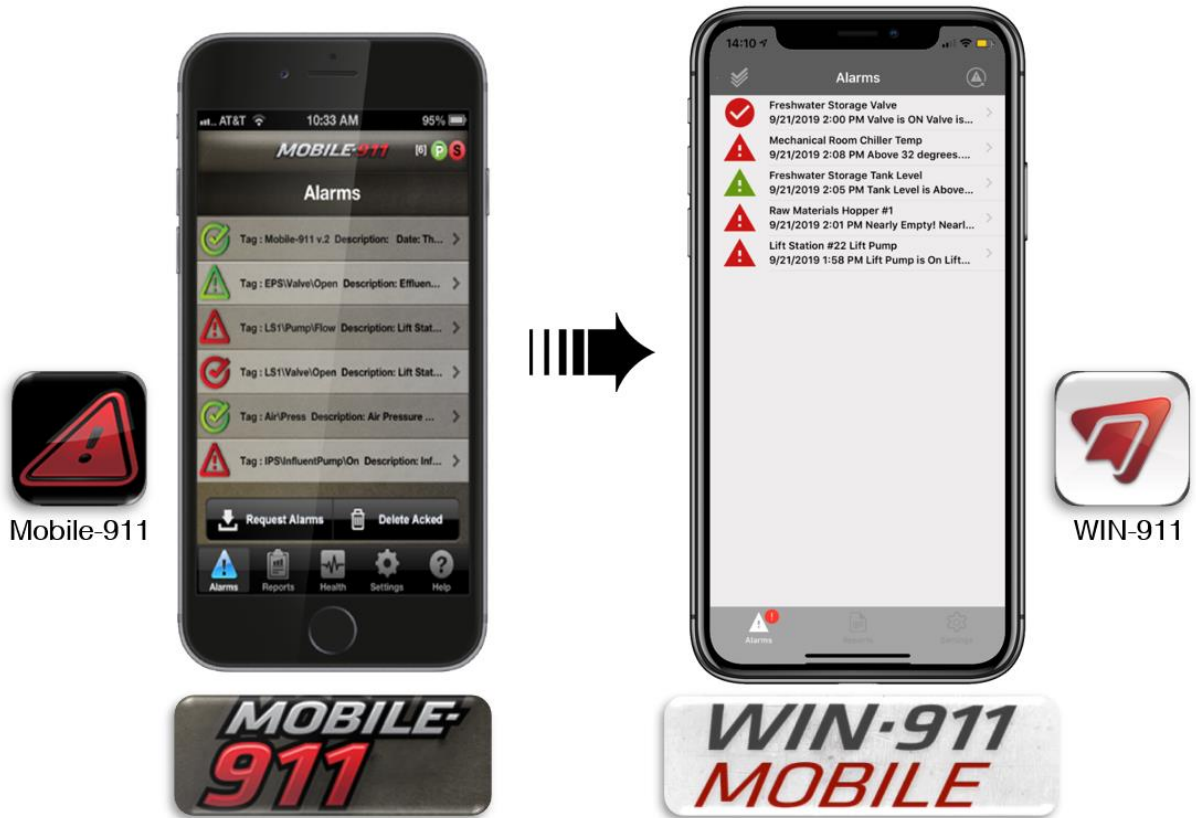 AT&T 10:33 AM 95%
MOBILE-911 [6] P S
Alarms
Tag : Mobile-911 v.2 Description: Date: Th...
Tag : EPS\Valve\Open Description: Effluen...
Tag : LS1\Pump\Flow Description: Lift Stat...
Tag : LS1\Valve\Open Description: Lift Stat...
Tag : Air\Press Description: Air Pressure ...
Tag : IPS\InfluentPump\On Description: Inf...
Request Alarms Delete Acked
Alarms Reports Health Settings Help
Mobile-911
MOBILE-
911
14:10
Alarms
Freshwater Storage Valve
9/21/2019 2:00 PM Valve is ON Valve is...
Mechanical Room Chiller Temp
9/21/2019 2:08 PM Above 32 degrees....
Freshwater Storage Tank Level
9/21/2019 2:05 PM Tank Level is Above...
Raw Materials Hopper #1
9/21/2019 2:01 PM Nearly Empty! Nearl...
Lift Station #22 Lift Pump
9/21/2019 1:58 PM Lift Pump is On Lift...
Alarms Reports Settings
WIN-911
WIN-911
MOBILE